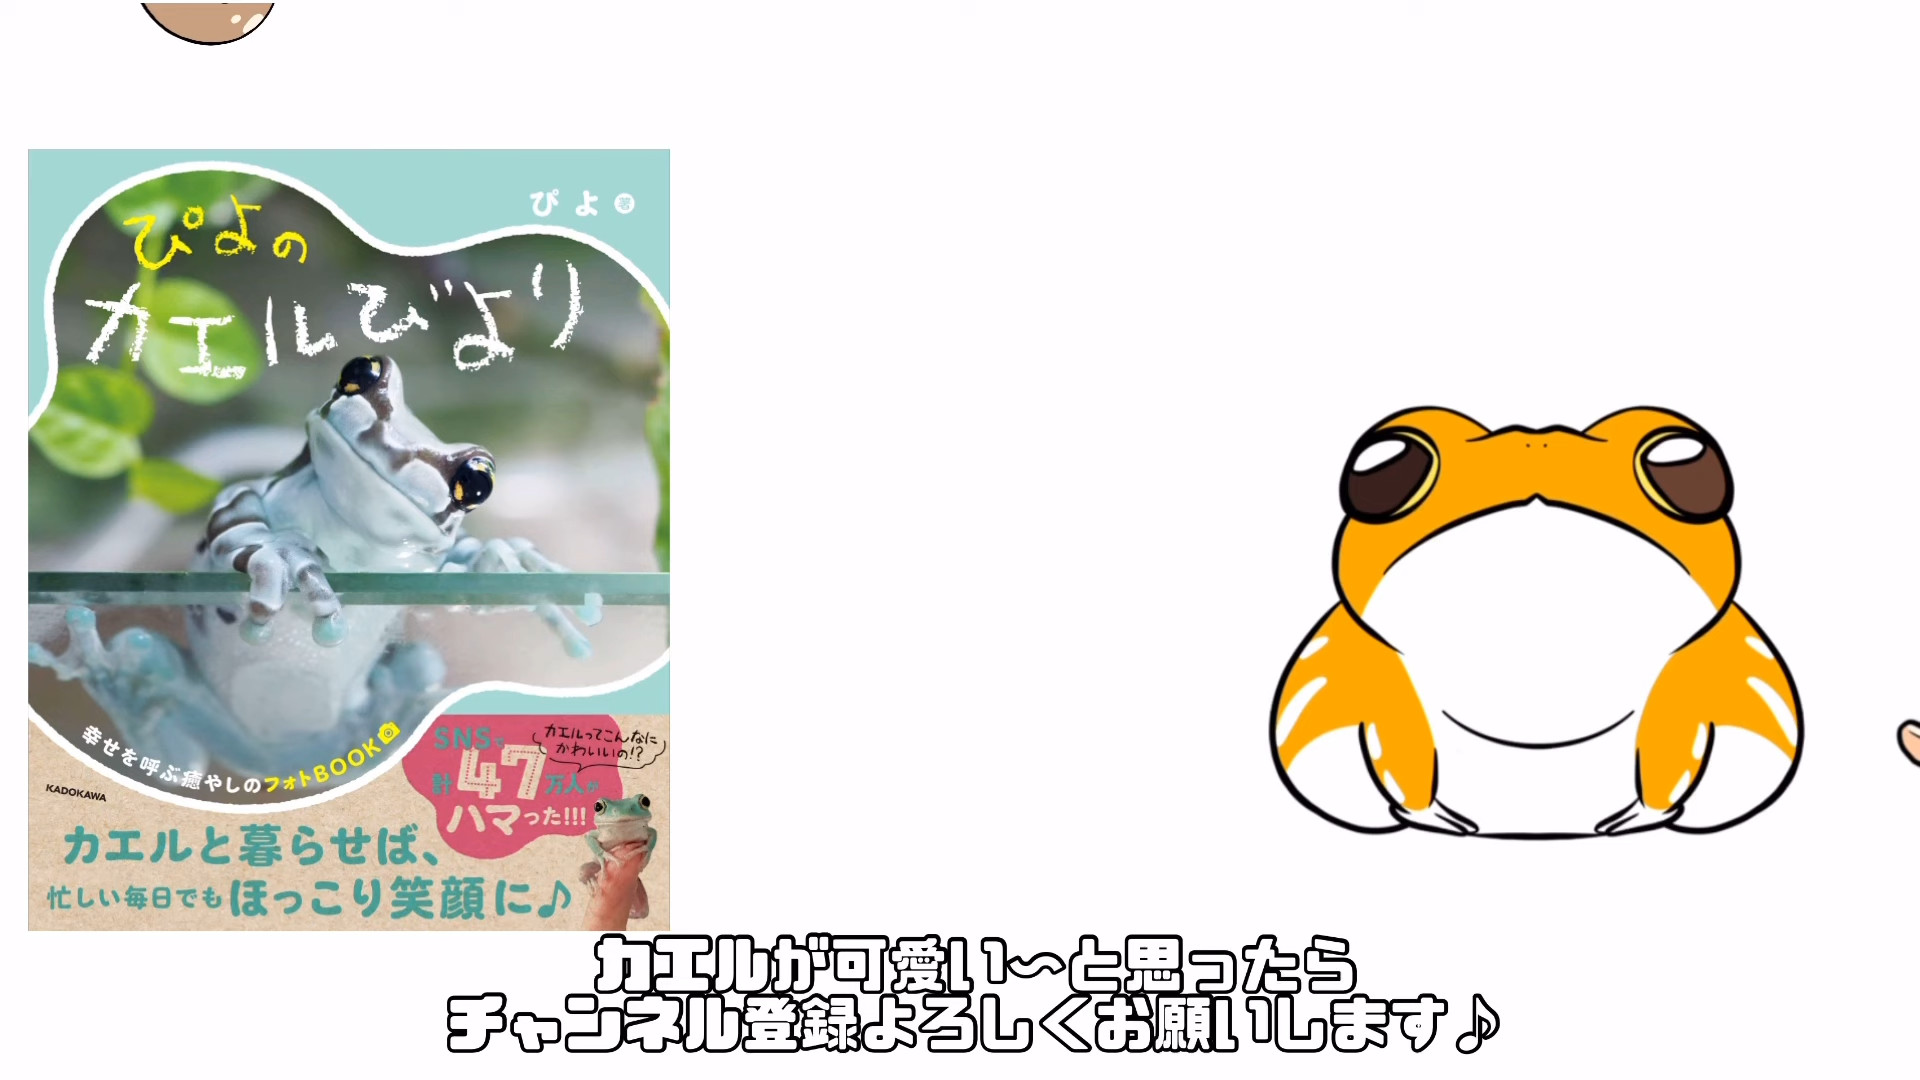 ぴよ 著
ぴよの
カエルびより
幸せを呼ぶ癒やしのフォトBOOK
KADOKAWA
カエルってこんなに
かわいいの!?
SNSで
計47万人が
ハマった!!!
カエルと暮らせば、
忙しい毎日でもほっこり笑顔に♪
カエルが可愛い〜と思ったら
チャンネル登録よろしくお願いします♪